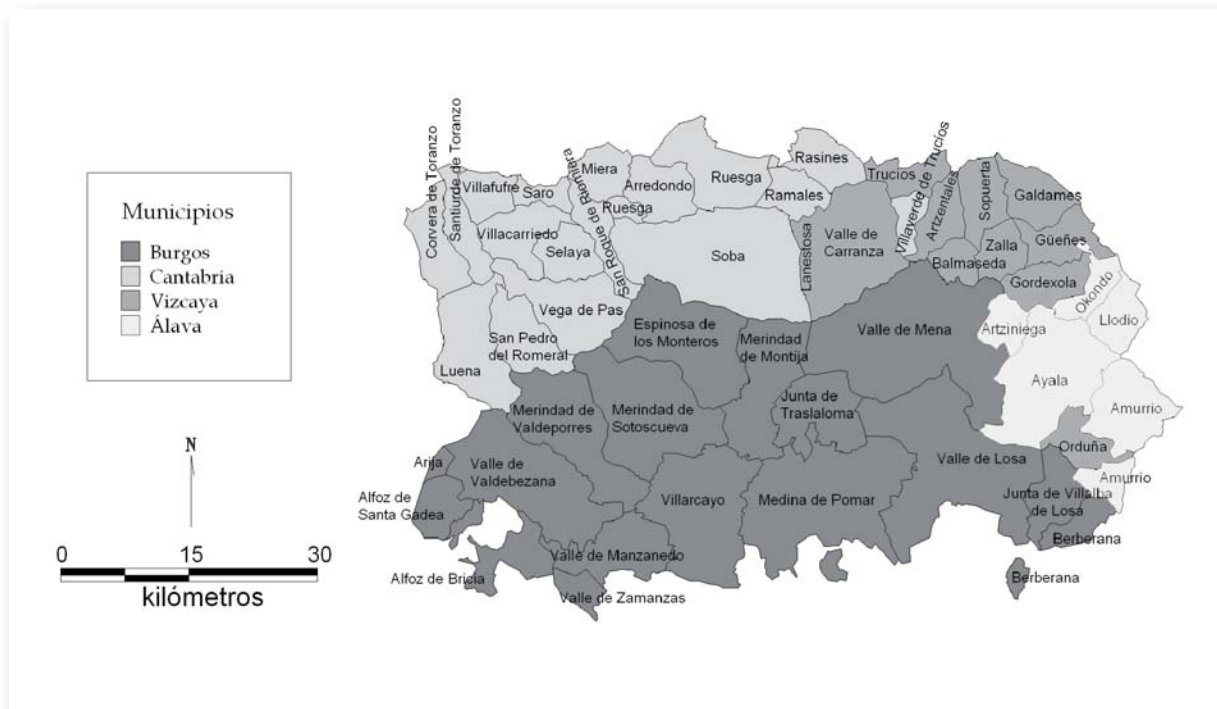 Municipios
Burgos
Cantabria
Vizcaya
Álava
N
0 15 30
kilómetros
Corvera de Toranzo
Santiurde de Toranzo
Villafufre
Saro
Miera
San Roque de Riomiera
Arredondo
Ruesga
Ruesga
Rasines
Ramales
Villacarriedo
Selaya
Soba
Lanestosa
Valle de
Carranza
Trucíos
Villaverde de Trucíos
Artzentales
Sopuerta
Galdames
Zalla
Güeñes
Balmaseda
Gordexola
Okondo
Llodio
Vega de Pas
San Pedro
del Romeral
Luena
Espinosa de
los Monteros
Merindad
de Montija
Valle de Mena
Artziniega
Ayala
Amurrio
Merindad de
Valdeporres
Merindad de
Sotoscueva
Junta de
Traslaloma
Orduña
Amurrio
Arija
Valle de
Valdebezana
Alfoz de
Santa Gadea
Villarcayo
Medina de Pomar
Valle de Losa
Junta de Villalba
de Losa
Berberana
Alfoz de Bricia
Valle de Manzanedo
Valle de Zamanzas
Berberana